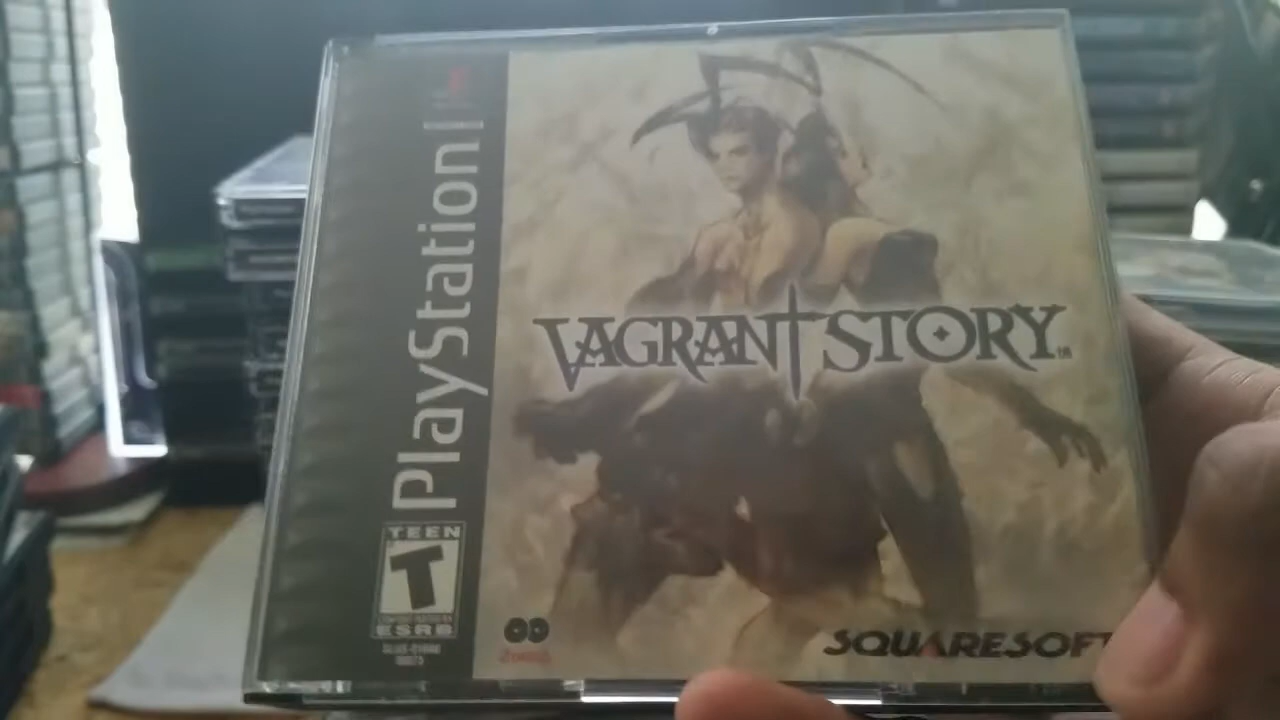 PlayStation
VAGRANT STORY
TEEN
T
ESRB
SQUARESOFT